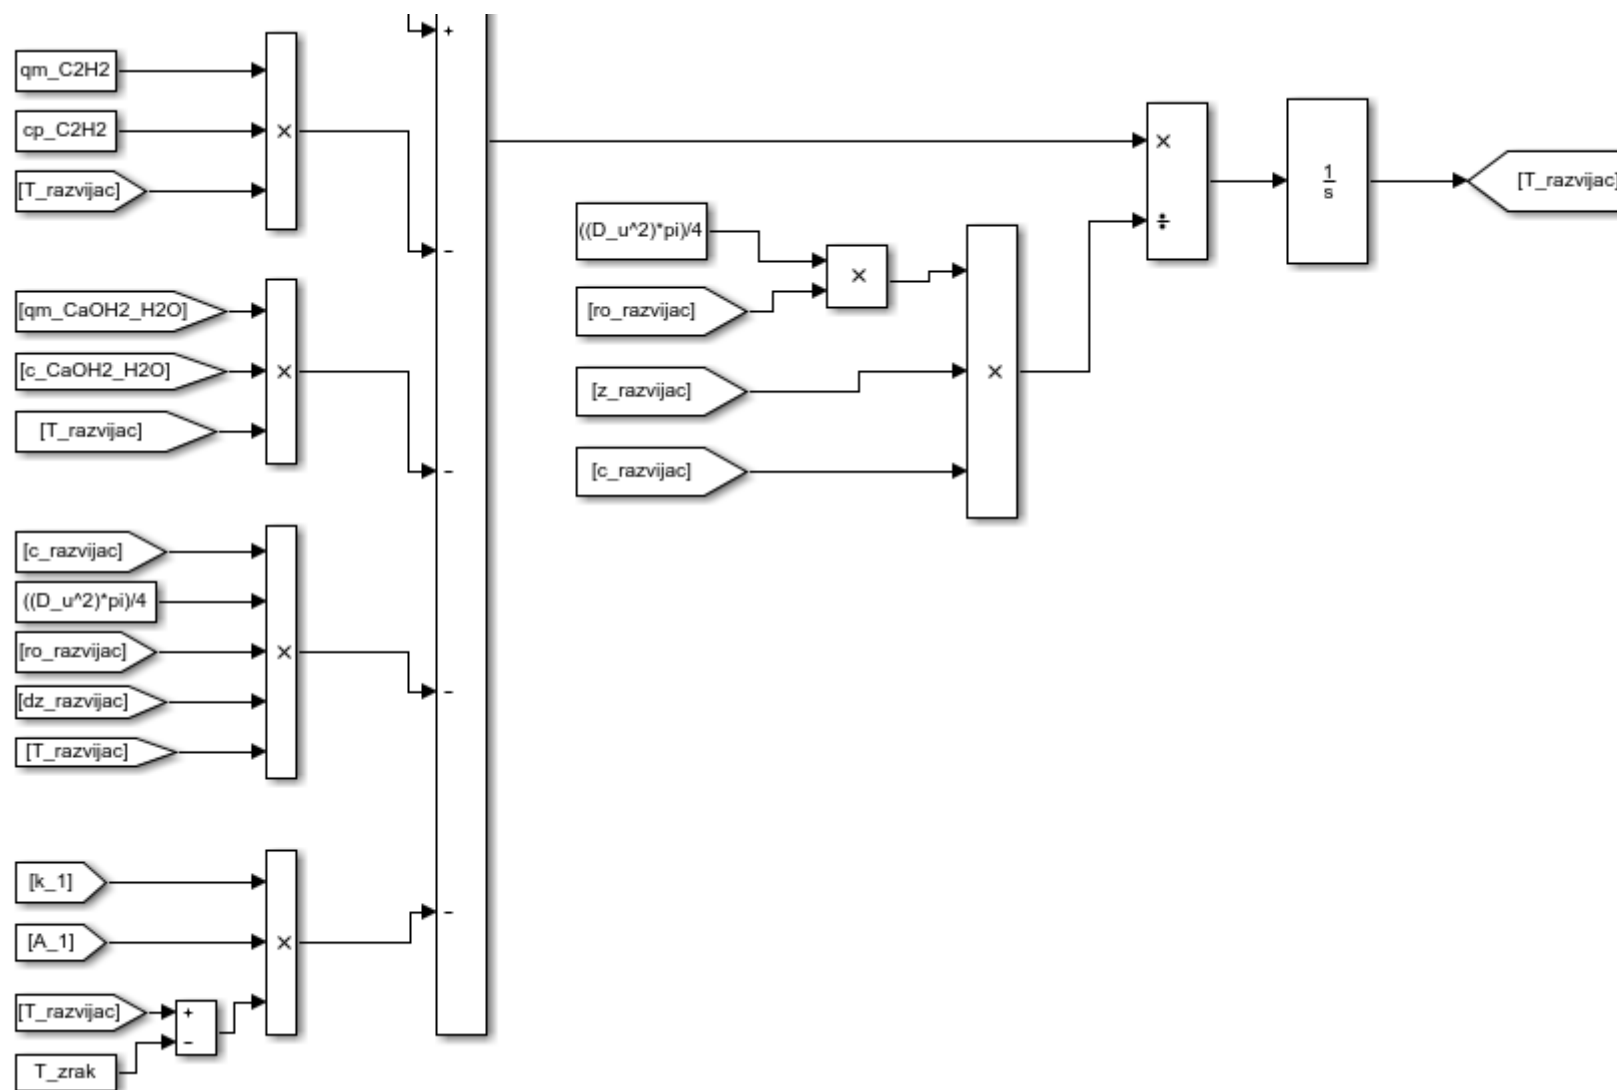 +
qm_C2H2
cp_C2H2
×
[T_razvijac]
-
[qm_CaOH2_H2O]
[c_CaOH2_H2O]
×
[T_razvijac]
-
[c_razvijac]
((D_u^2)*pi)/4
[ro_razvijac]
×
[dz_razvijac]
-
[T_razvijac]
[k_1]
-
[A_1]
×
[T_razvijac]
+
-
T_zrak
((D_u^2)*pi)/4
×
[ro_razvijac]
[z_razvijac]
×
[c_razvijac]
×
÷
1
s
[T_razvijac]